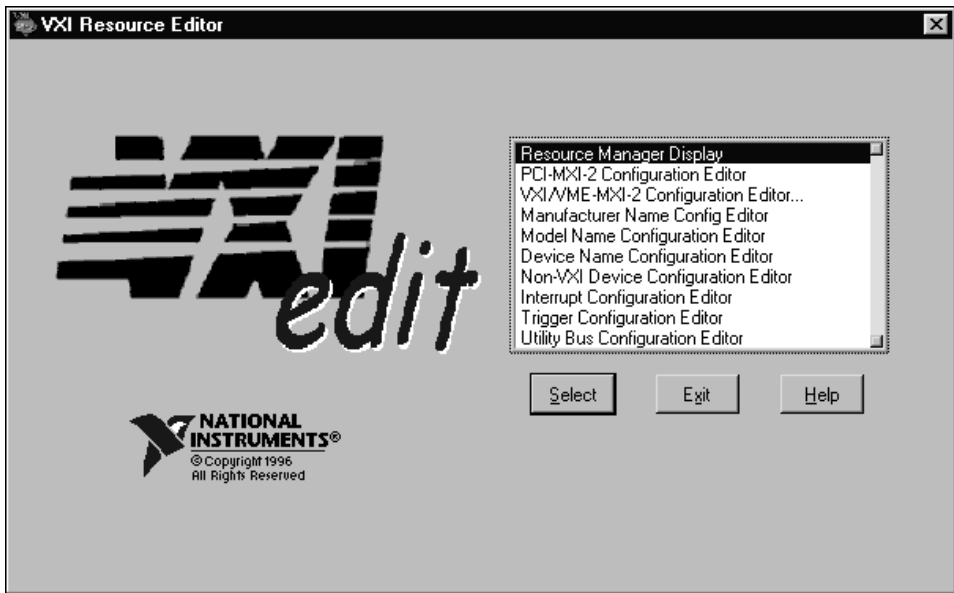 VXI Resource Editor
VXI
edit
Resource Manager Display
PCI-MXI-2 Configuration Editor
VXI/VME-MXI-2 Configuration Editor...
Manufacturer Name Config Editor
Model Name Configuration Editor
Device Name Configuration Editor
Non-VXI Device Configuration Editor
Interrupt Configuration Editor
Trigger Configuration Editor
Utility Bus Configuration Editor
Select Exit Help
NATIONAL
INSTRUMENTS®
© Copyright 1996
All Rights Reserved